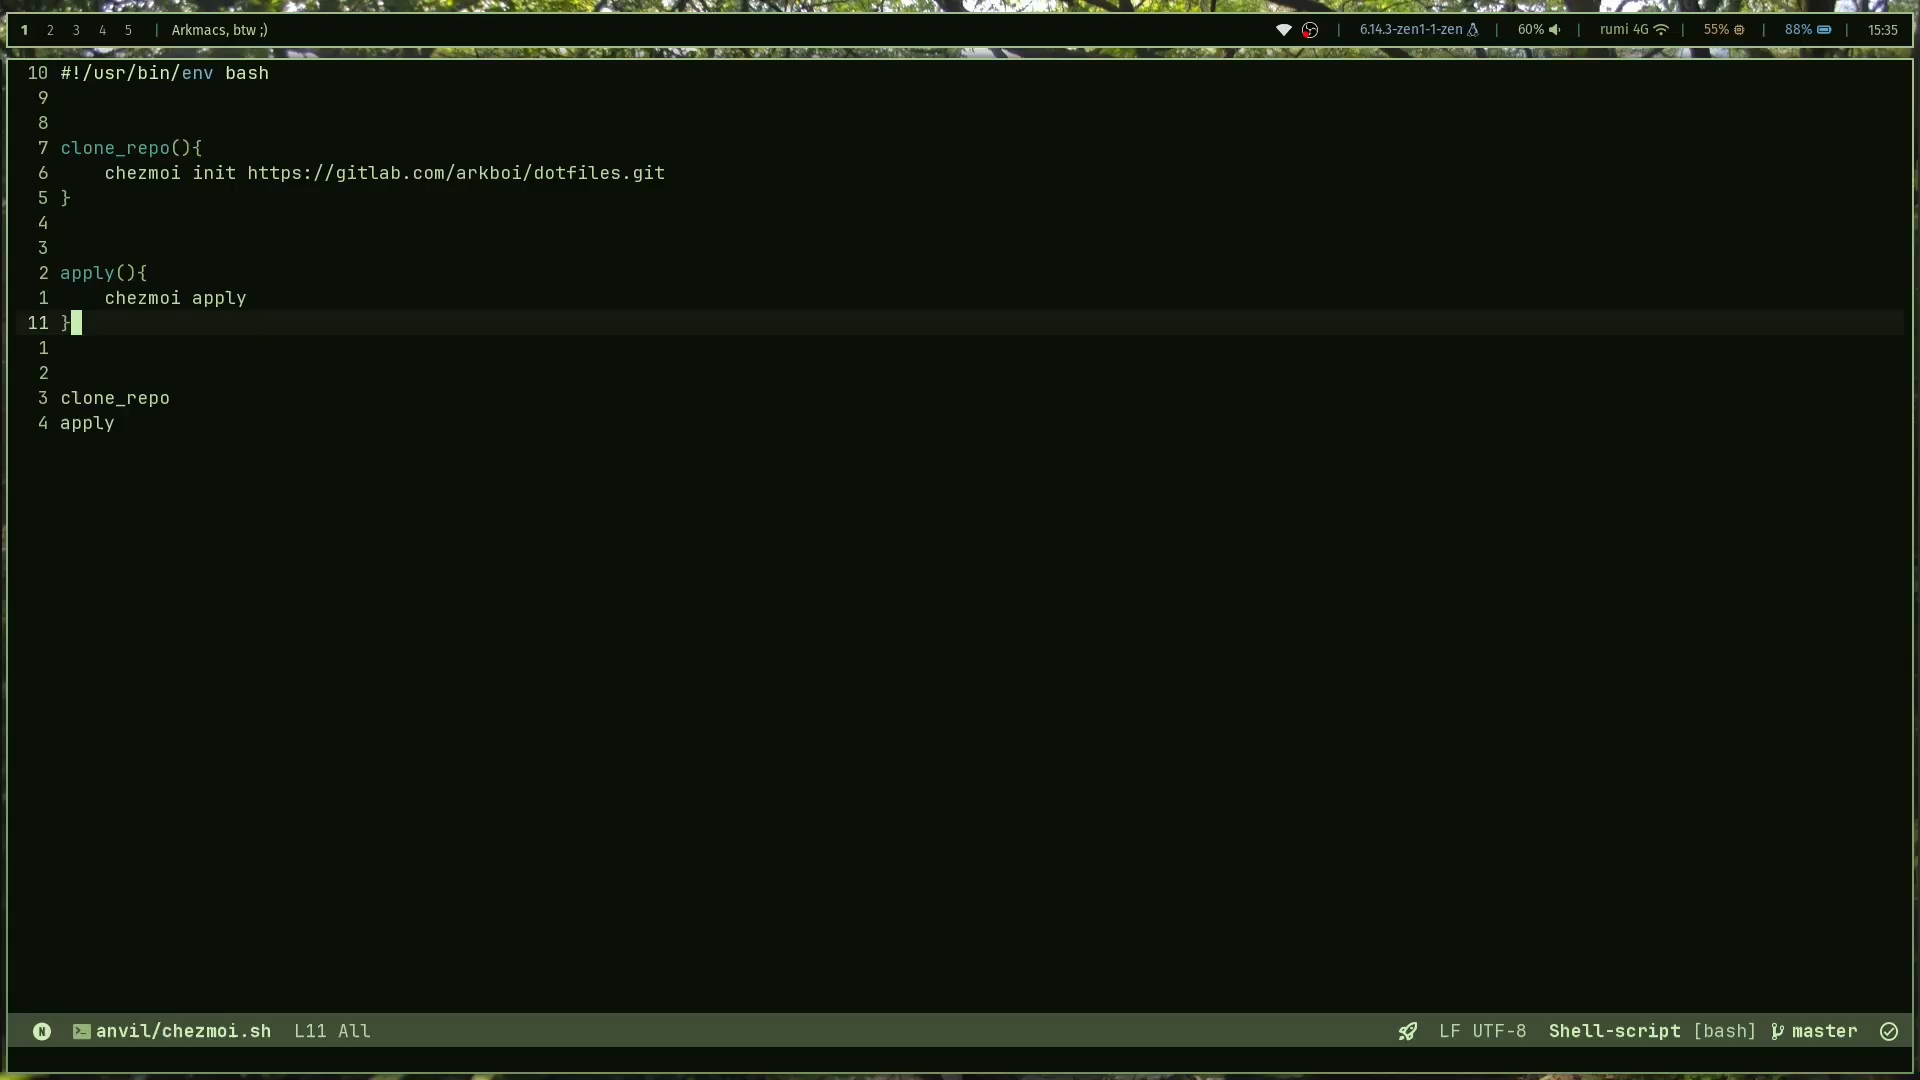 1 2 3 4 5 | Arkmacs, btw ;) | 6.14.3-zen1-1-zen | 60% | rumi 4G | 55% | 88% | 15:35
10 #!/usr/bin/env bash
9
8
7 clone_repo(){
6     chezmoi init https://gitlab.com/arkboi/dotfiles.git
5 }
4
3
2 apply(){
1     chezmoi apply
11 }
1
2
3 clone_repo
4 apply
N anvil/chezmoi.sh L11 All LF UTF-8 Shell-script [bash] master